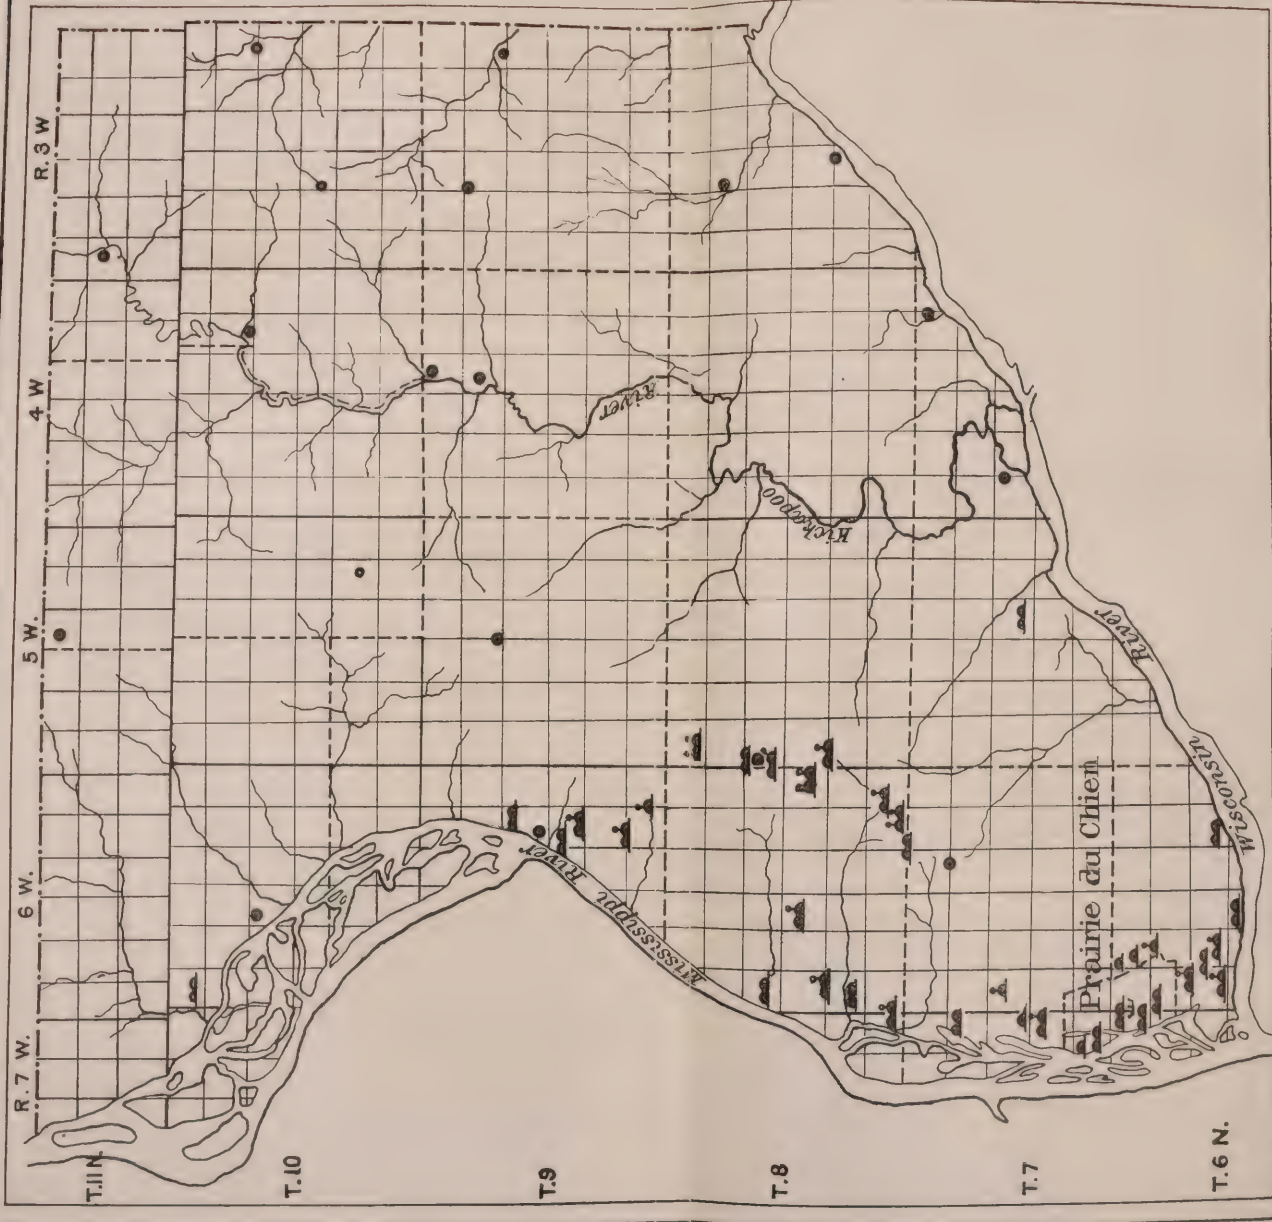 R. 7 W.
6 W.
5 W.
4 W
R. 3 W
T. 11 N.
T. 10
T. 9
T. 8
T. 7
T. 6 N.
Mississippi River
Kickapoo River
Wisconsin River
Prairie du Chien